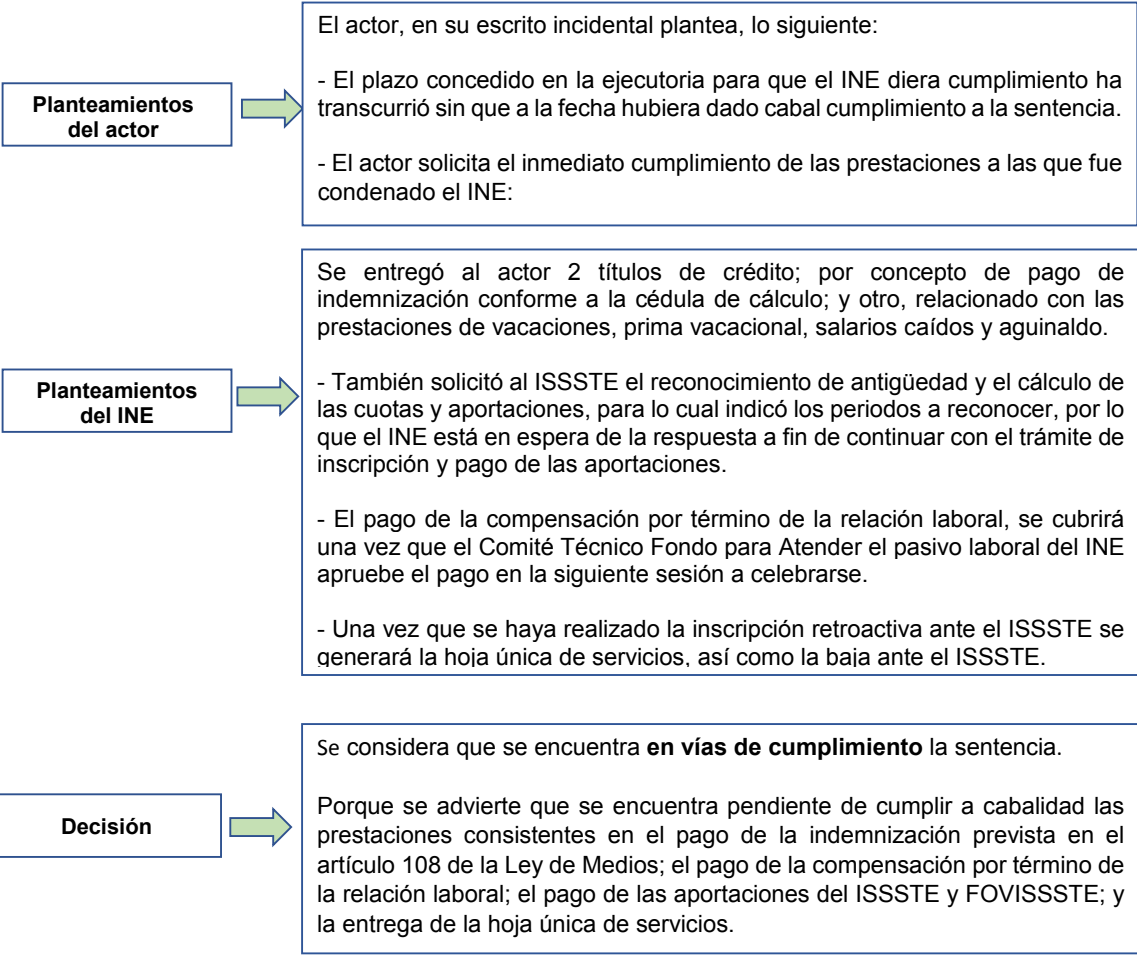 Planteamientos
del actor
El actor, en su escrito incidental plantea, lo siguiente:
- El plazo concedido en la ejecutoria para que el INE diera cumplimiento ha
transcurrió sin que a la fecha hubiera dado cabal cumplimiento a la sentencia.
- El actor solicita el inmediato cumplimiento de las prestaciones a las que fue
condenado el INE:
Planteamientos
del INE
Se entregó al actor 2 títulos de crédito; por concepto de pago de
indemnización conforme a la cédula de cálculo; y otro, relacionado con las
prestaciones de vacaciones, prima vacacional, salarios caídos y aguinaldo.
- También solicitó al ISSSTE el reconocimiento de antigüedad y el cálculo de
las cuotas y aportaciones, para lo cual indicó los periodos a reconocer, por lo
que el INE está en espera de la respuesta a fin de continuar con el trámite de
inscripción y pago de las aportaciones.
- El pago de la compensación por término de la relación laboral, se cubrirá
una vez que el Comité Técnico Fondo para Atender el pasivo laboral del INE
apruebe el pago en la siguiente sesión a celebrarse.
- Una vez que se haya realizado la inscripción retroactiva ante el ISSSTE se
generará la hoja única de servicios, así como la baja ante el ISSSTE.
Decisión
Se considera que se encuentra en vías de cumplimiento la sentencia.
Porque se advierte que se encuentra pendiente de cumplir a cabalidad las
prestaciones consistentes en el pago de la indemnización prevista en el
artículo 108 de la Ley de Medios; el pago de la compensación por término de
la relación laboral; el pago de las aportaciones del ISSSTE y FOVISSSTE; y
la entrega de la hoja única de servicios.